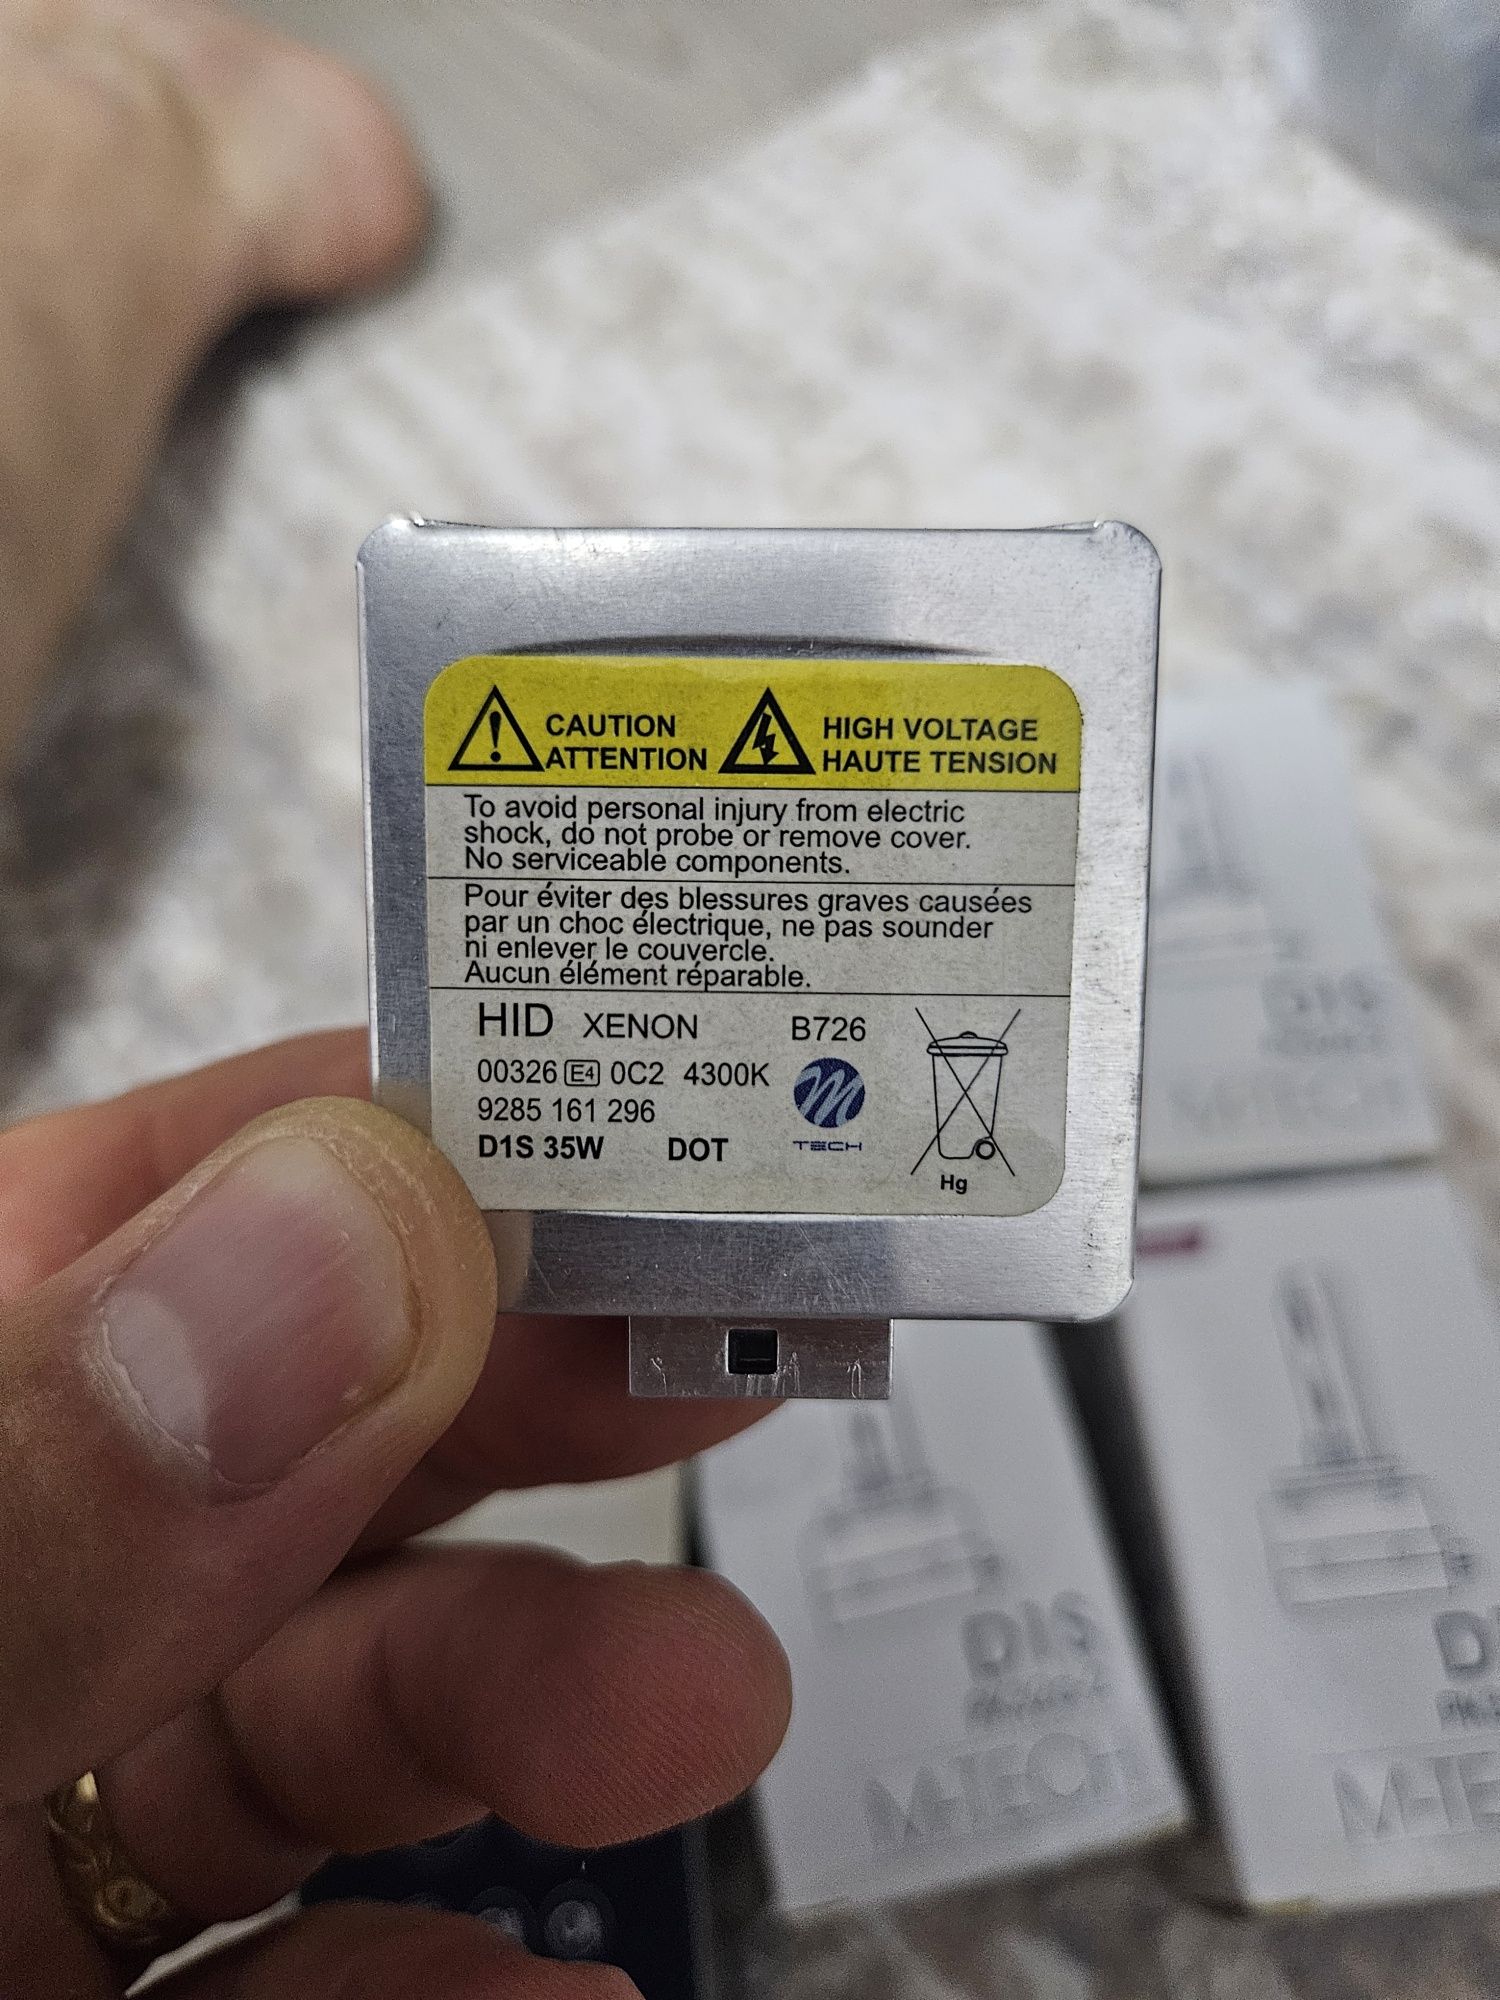 CAUTION
ATTENTION
HIGH VOLTAGE
HAUTE TENSION
To avoid personal injury from electric
shock, do not probe or remove cover.
No serviceable components.
Pour éviter des blessures graves causées
par un choc électrique, ne pas sounder
ni enlever le couvercle.
Aucun élément réparable.
HID XENON B726
00326 E4 0C2 4300K
9285 161 296
D1S 35W DOT
M
TECH
Hg
D1S
D1S
M-TECH